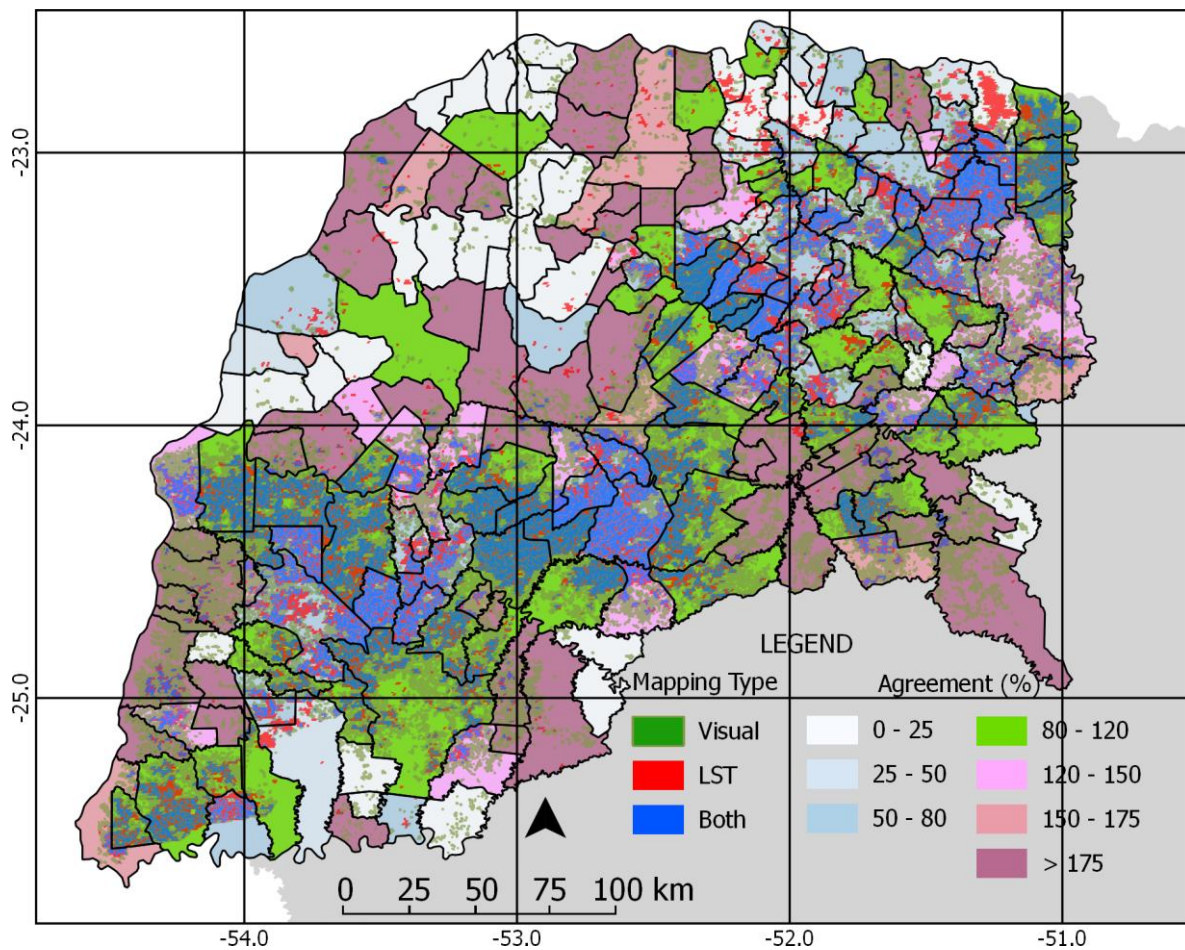 -23.0
-24.0
-25.0
LEGEND
Mapping Type
Agreement (%)
Visual
0 - 25
80 - 120
LST
25 - 50
120 - 150
Both
50 - 80
150 - 175
> 175
0 25 50 75 100 km
-54.0 -53.0 -52.0 -51.0